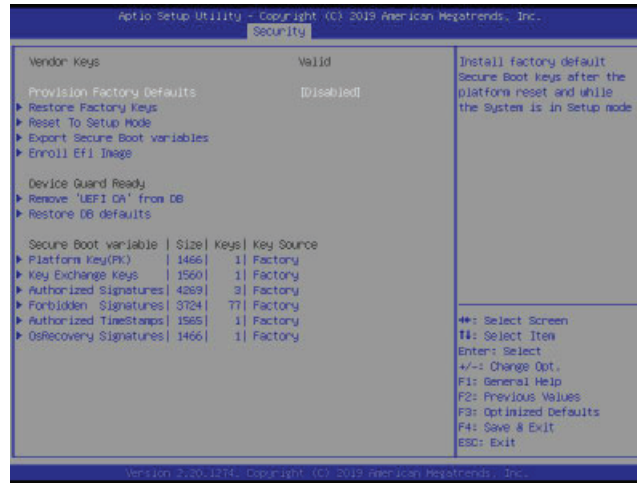 Aptio Setup Utility - Copyright (C) 2019 American Megatrends, Inc.
Security
Vendor Keys Valid
Provision Factory Defaults [Disabled]
Restore Factory Keys
Reset To Setup Mode
Export Secure Boot variables
Enroll Efi Image
Device Guard Ready
Remove 'UEFI CA' from DB
Restore DB defaults
Secure Boot variable | Size| Keys| Key Source
Platform Key(PK) | 1466| 1| Factory
Key Exchange Keys | 1560| 1| Factory
Authorized Signatures| 4269| 3| Factory
Forbidden Signatures| 3724| 77| Factory
Authorized TimeStamps| 1565| 1| Factory
OsRecovery Signatures| 1466| 1| Factory
Install factory default
Secure Boot keys after the
platform reset and while
the System is in Setup mode
↔: Select Screen
↑↓: Select Item
Enter: Select
+/-: Change Opt.
F1: General Help
F2: Previous Values
F3: Optimized Defaults
F4: Save & Exit
ESC: Exit
Version 2.20.1274. Copyright (C) 2019 American Megatrends, Inc.